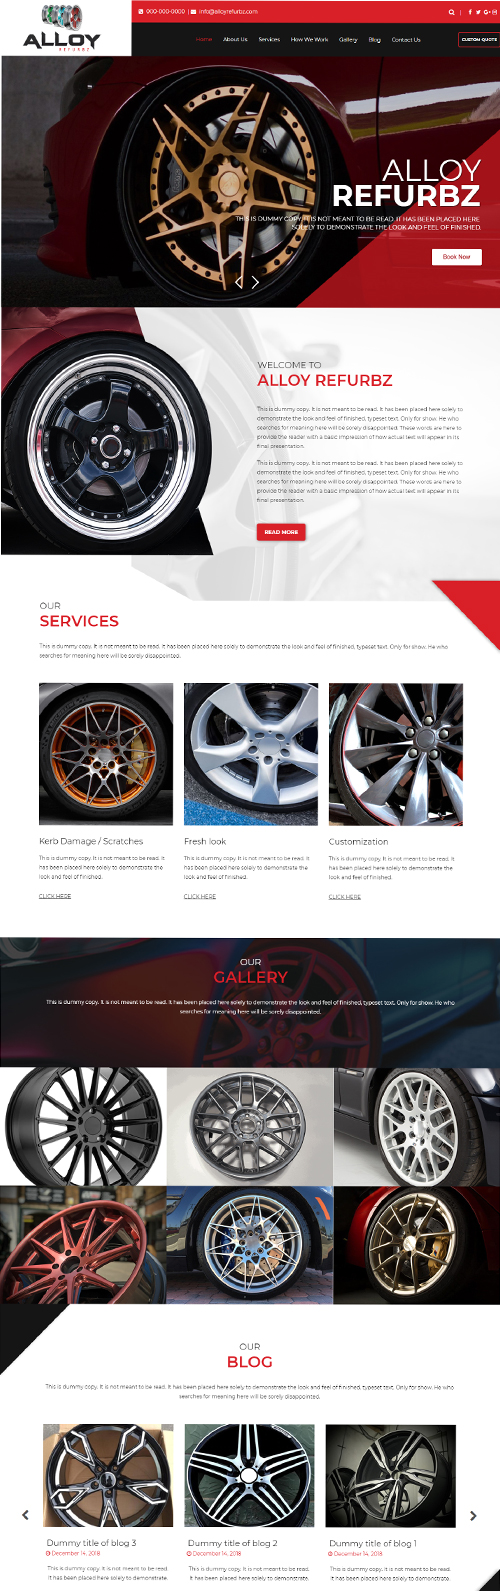 ALLOY
REFURBZ
000-000-0000 | info@alloyrefurbz.com
Home About Us Services How We Work Gallery Blog Contact Us
CUSTOM QUOTE
ALLOY
REFURBZ
THIS IS DUMMY COPY. IT IS NOT MEANT TO BE READ. IT HAS BEEN PLACED HERE
SOLELY TO DEMONSTRATE THE LOOK AND FEEL OF FINISHED.
Book Now
WELCOME TO
ALLOY REFURBZ
This is dummy copy. It is not meant to be read. It has been placed here solely to
demonstrate the look and feel of finished, typeset text. Only for show. He who
searches for meaning here will be sorely disappointed. These words are here to
provide the reader with a basic impression of how actual text will appear in its
final presentation.
This is dummy copy. It is not meant to be read. It has been placed here solely to
demonstrate the look and feel of finished, typeset text. Only for show. He who
searches for meaning here will be sorely disappointed. These words are here to
provide the reader with a basic impression of how actual text will appear in its
final presentation.
READ MORE
OUR
SERVICES
This is dummy copy. It is not meant to be read. It has been placed here solely to demonstrate the look and feel of finished, typeset text. Only for show. He who
searches for meaning here will be sorely disappointed.
Kerb Damage / Scratches
This is dummy copy. It is not meant to be read. It
has been placed here solely to demonstrate the
look and feel of finished.
CLICK HERE
Fresh look
This is dummy copy. It is not meant to be read. It
has been placed here solely to demonstrate the
look and feel of finished.
CLICK HERE
Customization
This is dummy copy. It is not meant to be read. It
has been placed here solely to demonstrate the
look and feel of finished.
CLICK HERE
OUR
GALLERY
This is dummy copy. It is not meant to be read. It has been placed here solely to demonstrate the look and feel of finished, typeset text. Only for show. He who
searches for meaning here will be sorely disappointed.
OUR
BLOG
This is dummy copy. It is not meant to be read. It has been placed here solely to demonstrate the look and feel of finished, typeset text. Only for show. He who
searches for meaning here will be sorely disappointed.
Dummy title of blog 3
December 14, 2018
This is dummy copy. It is not meant to be read.
It has been placed here solely to demonstrate.
Dummy title of blog 2
December 14, 2018
This is dummy copy. It is not meant to be read.
It has been placed here solely to demonstrate.
Dummy title of blog 1
December 14, 2018
This is dummy copy. It is not meant to be read.
It has been placed here solely to demonstrate.